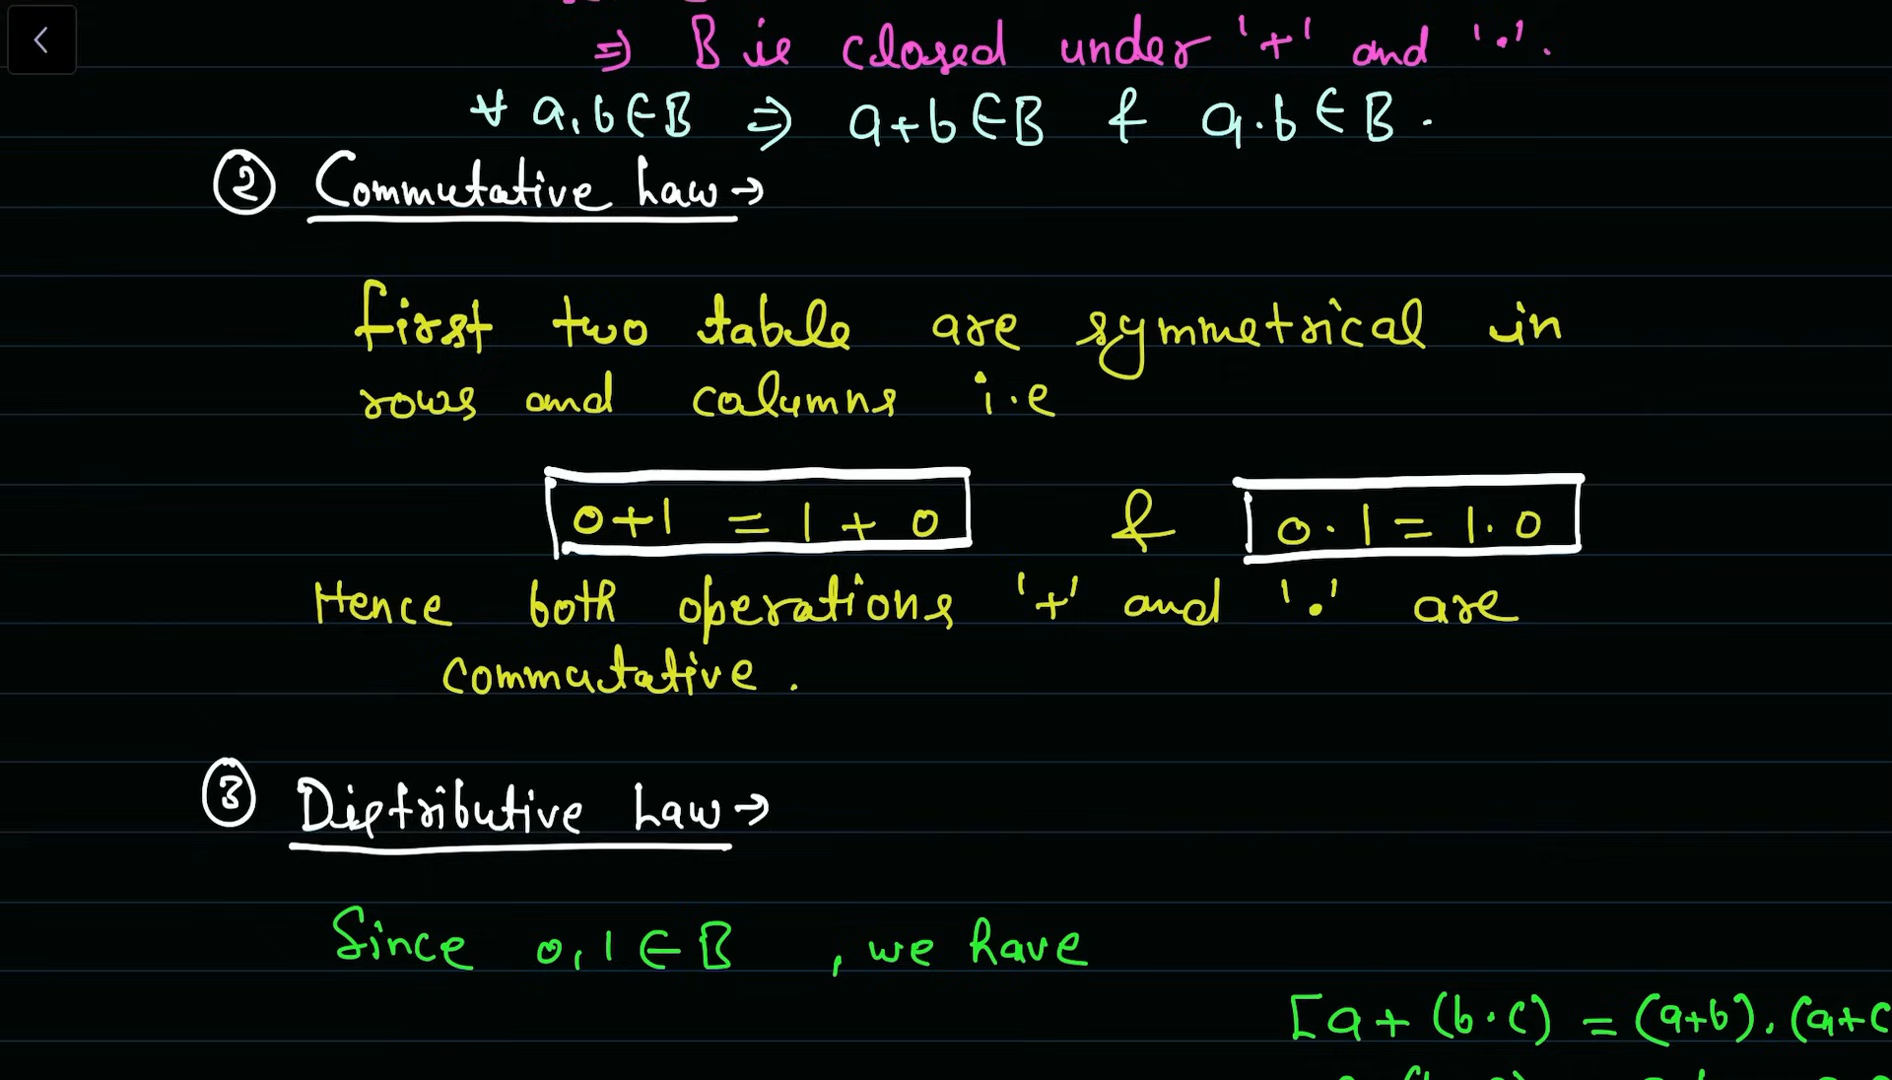 ⇒ B is closed under '+' and '·'.
∀ a, b ∈ B ⇒ a+b ∈ B & a·b ∈ B.
② Commutative Law →
first two table are symmetrical in
rows and columns i.e
0+1 = 1+0 & 0·1 = 1·0
Hence both operations '+' and '·' are
commutative.
③ Distributive Law →
Since 0, 1 ∈ B, we have
[a + (b·c) = (a+b)·(a+c